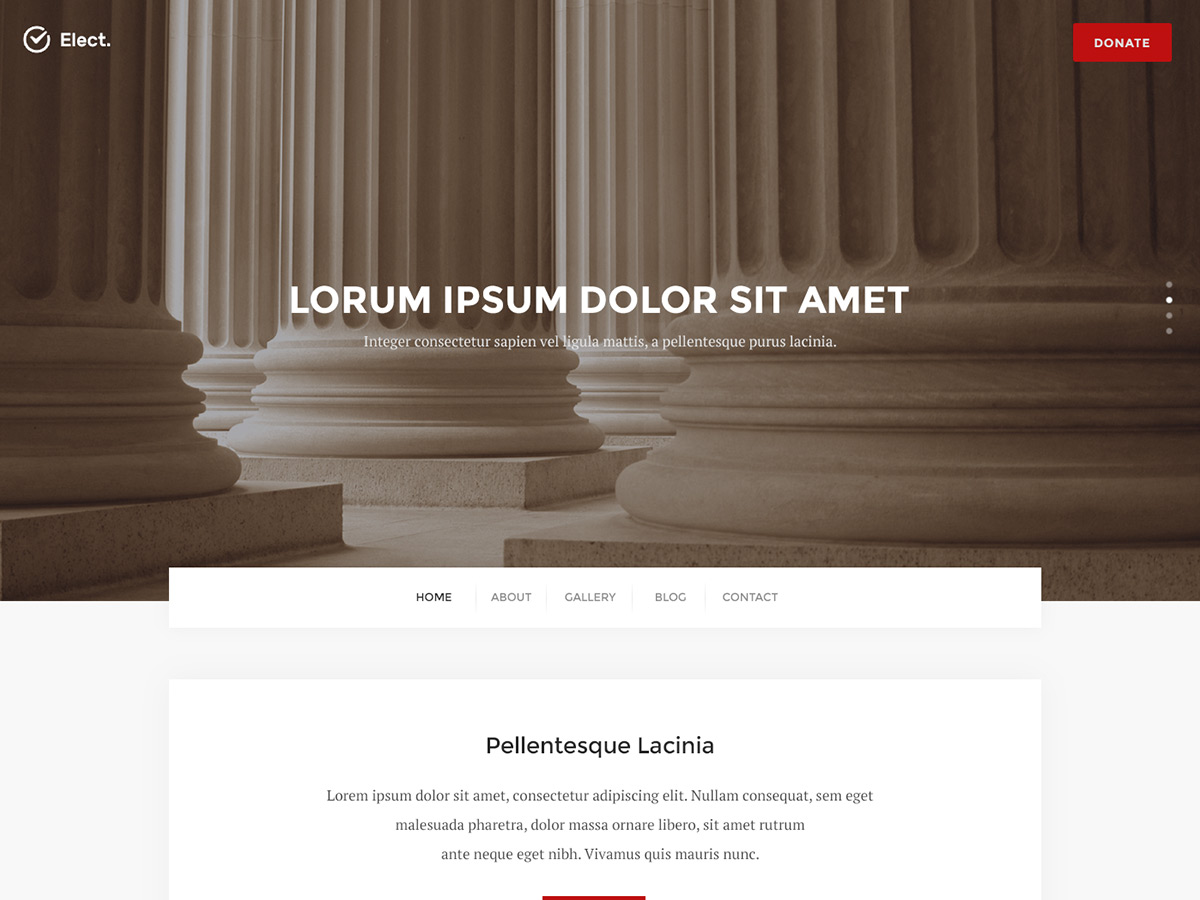 Elect.
DONATE
LORUM IPSUM DOLOR SIT AMET
Integer consectetur sapien vel ligula mattis, a pellentesque purus lacinia.
HOME ABOUT GALLERY BLOG CONTACT
Pellentesque Lacinia
Lorem ipsum dolor sit amet, consectetur adipiscing elit. Nullam consequat, sem eget
malesuada pharetra, dolor massa ornare libero, sit amet rutrum
ante neque eget nibh. Vivamus quis mauris nunc.